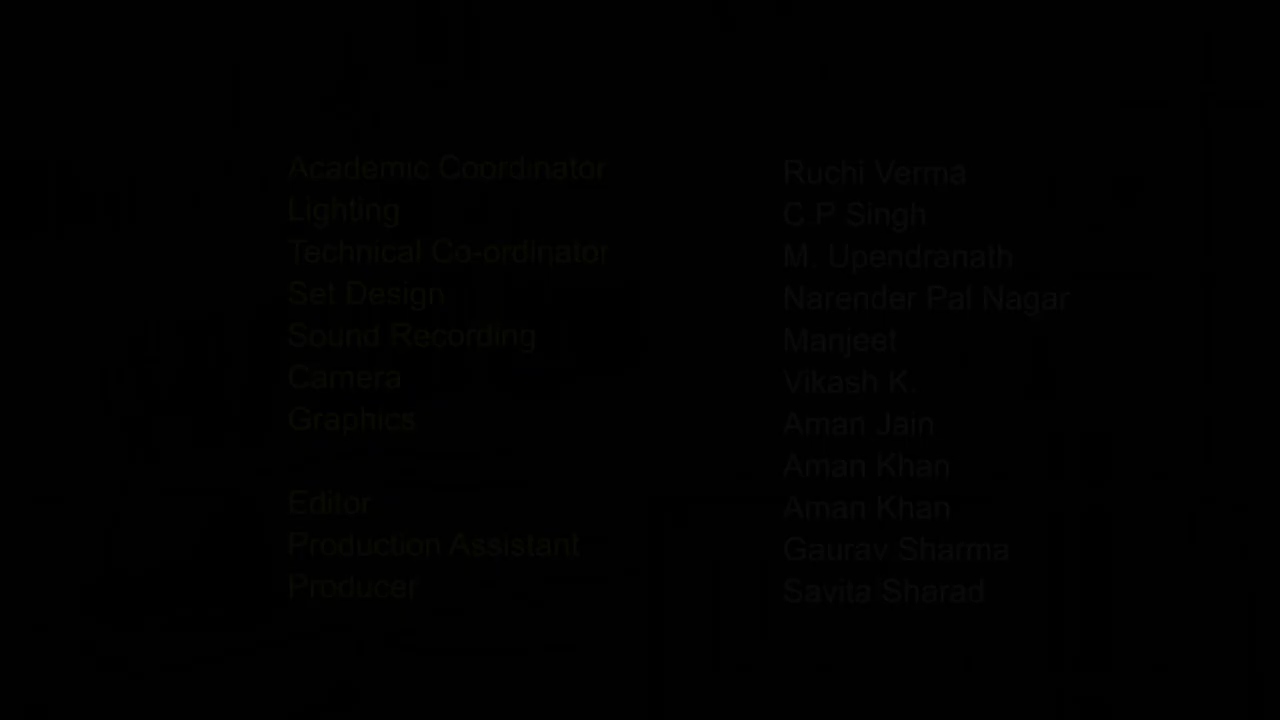 Academic Coordinator Ruchi Verma
Lighting C.P Singh
Technical Co-ordinator M. Upendranath
Set Design Narender Pal Nagar
Sound Recording Manjeet
Camera Vikash K.
Graphics Aman Jain
Aman Khan
Editor Aman Khan
Production Assistant Gaurav Sharma
Producer Savita Sharad